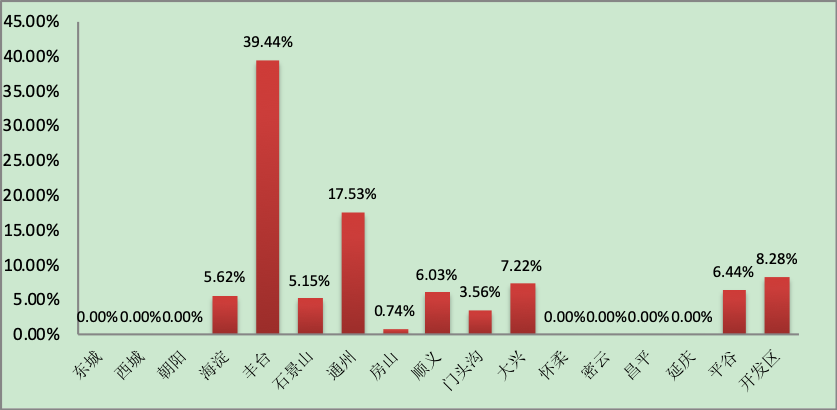 45.00%
40.00%
35.00%
30.00%
25.00%
20.00%
15.00%
10.00%
5.00%
0.00%
0.00%
0.00%
0.00%
5.62%
39.44%
5.15%
17.53%
0.74%
6.03%
3.56%
7.22%
0.00%
0.00%
0.00%
0.00%
6.44%
8.28%
东城
西城
朝阳
海淀
丰台
石景山
通州
房山
顺义
门头沟
大兴
怀柔
密云
昌平
延庆
平谷
开发区